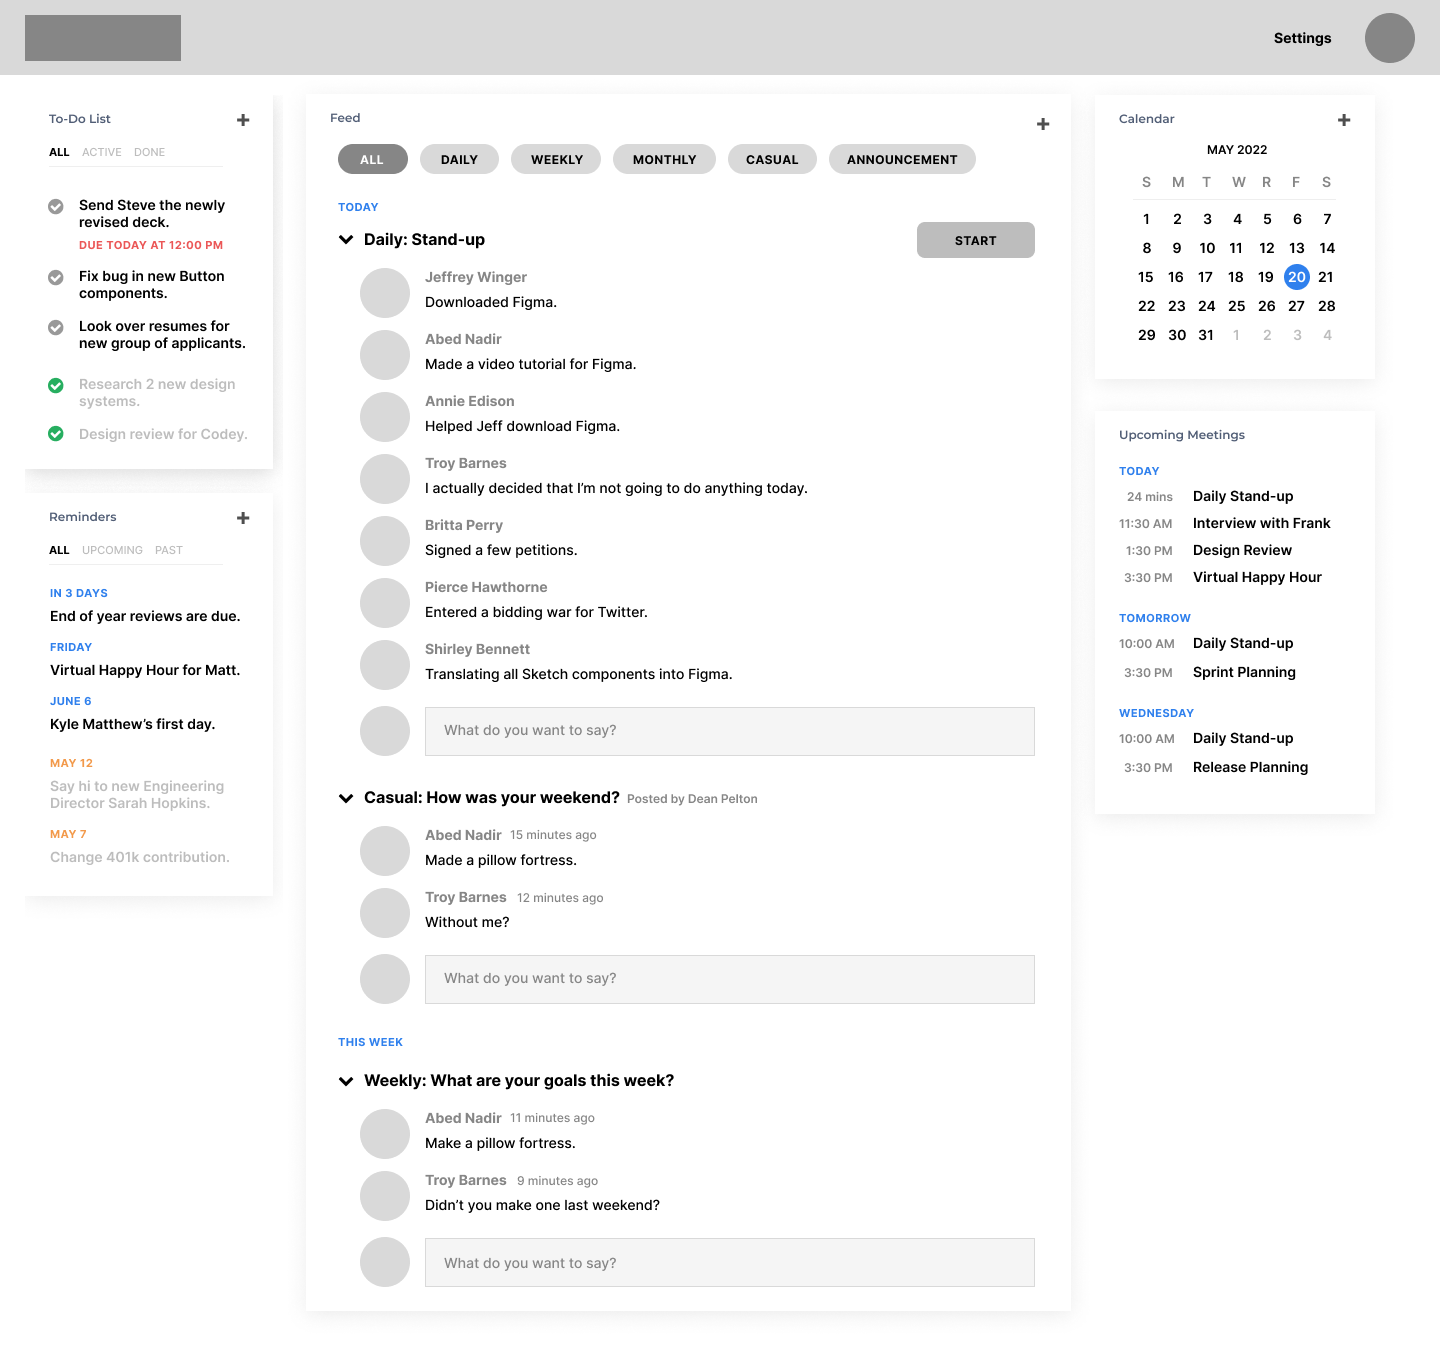 Settings
To-Do List
ALL ACTIVE DONE
Send Steve the newly
revised deck.
DUE TODAY AT 12:00 PM
Fix bug in new Button
components.
Look over resumes for
new group of applicants.
Research 2 new design
systems.
Design review for Codey.
Reminders
ALL UPCOMING PAST
IN 3 DAYS
End of year reviews are due.
FRIDAY
Virtual Happy Hour for Matt.
JUNE 6
Kyle Matthew’s first day.
MAY 12
Say hi to new Engineering
Director Sarah Hopkins.
MAY 7
Change 401k contribution.
Feed
ALL DAILY WEEKLY MONTHLY CASUAL ANNOUNCEMENT
TODAY
Daily: Stand-up START
Jeffrey Winger
Downloaded Figma.
Abed Nadir
Made a video tutorial for Figma.
Annie Edison
Helped Jeff download Figma.
Troy Barnes
I actually decided that I’m not going to do anything today.
Britta Perry
Signed a few petitions.
Pierce Hawthorne
Entered a bidding war for Twitter.
Shirley Bennett
Translating all Sketch components into Figma.
What do you want to say?
Casual: How was your weekend? Posted by Dean Pelton
Abed Nadir 15 minutes ago
Made a pillow fortress.
Troy Barnes 12 minutes ago
Without me?
What do you want to say?
THIS WEEK
Weekly: What are your goals this week?
Abed Nadir 11 minutes ago
Make a pillow fortress.
Troy Barnes 9 minutes ago
Didn’t you make one last weekend?
What do you want to say?
Calendar
MAY 2022
S M T W R F S
1 2 3 4 5 6 7
8 9 10 11 12 13 14
15 16 17 18 19 20 21
22 23 24 25 26 27 28
29 30 31 1 2 3 4
Upcoming Meetings
TODAY
24 mins Daily Stand-up
11:30 AM Interview with Frank
1:30 PM Design Review
3:30 PM Virtual Happy Hour
TOMORROW
10:00 AM Daily Stand-up
3:30 PM Sprint Planning
WEDNESDAY
10:00 AM Daily Stand-up
3:30 PM Release Planning